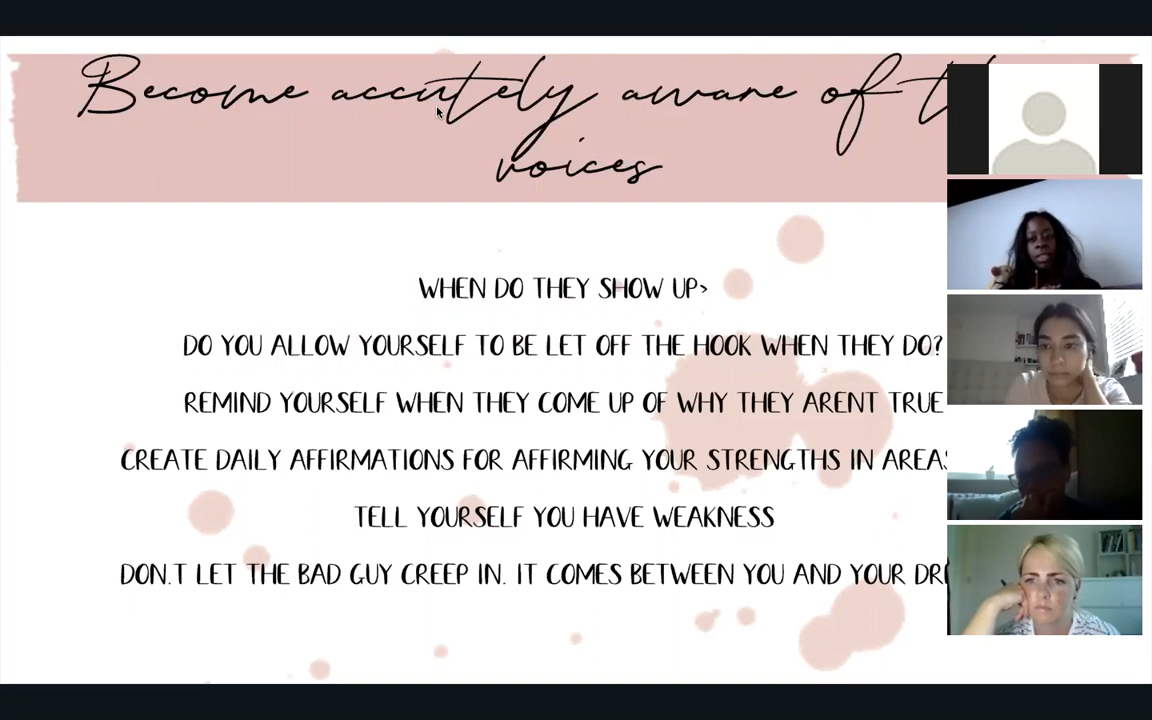 Become accutely aware of
voices
WHEN DO THEY SHOW UP>
DO YOU ALLOW YOURSELF TO BE LET OFF THE HOOK WHEN THEY DO?
REMIND YOURSELF WHEN THEY COME UP OF WHY THEY ARENT TRUE
CREATE DAILY AFFIRMATIONS FOR AFFIRMING YOUR STRENGTHS IN
TELL YOURSELF YOU HAVE WEAKNESS
DON.T LET THE BAD GUY CREEP IN. IT COMES BETWEEN YOU AND YOUR